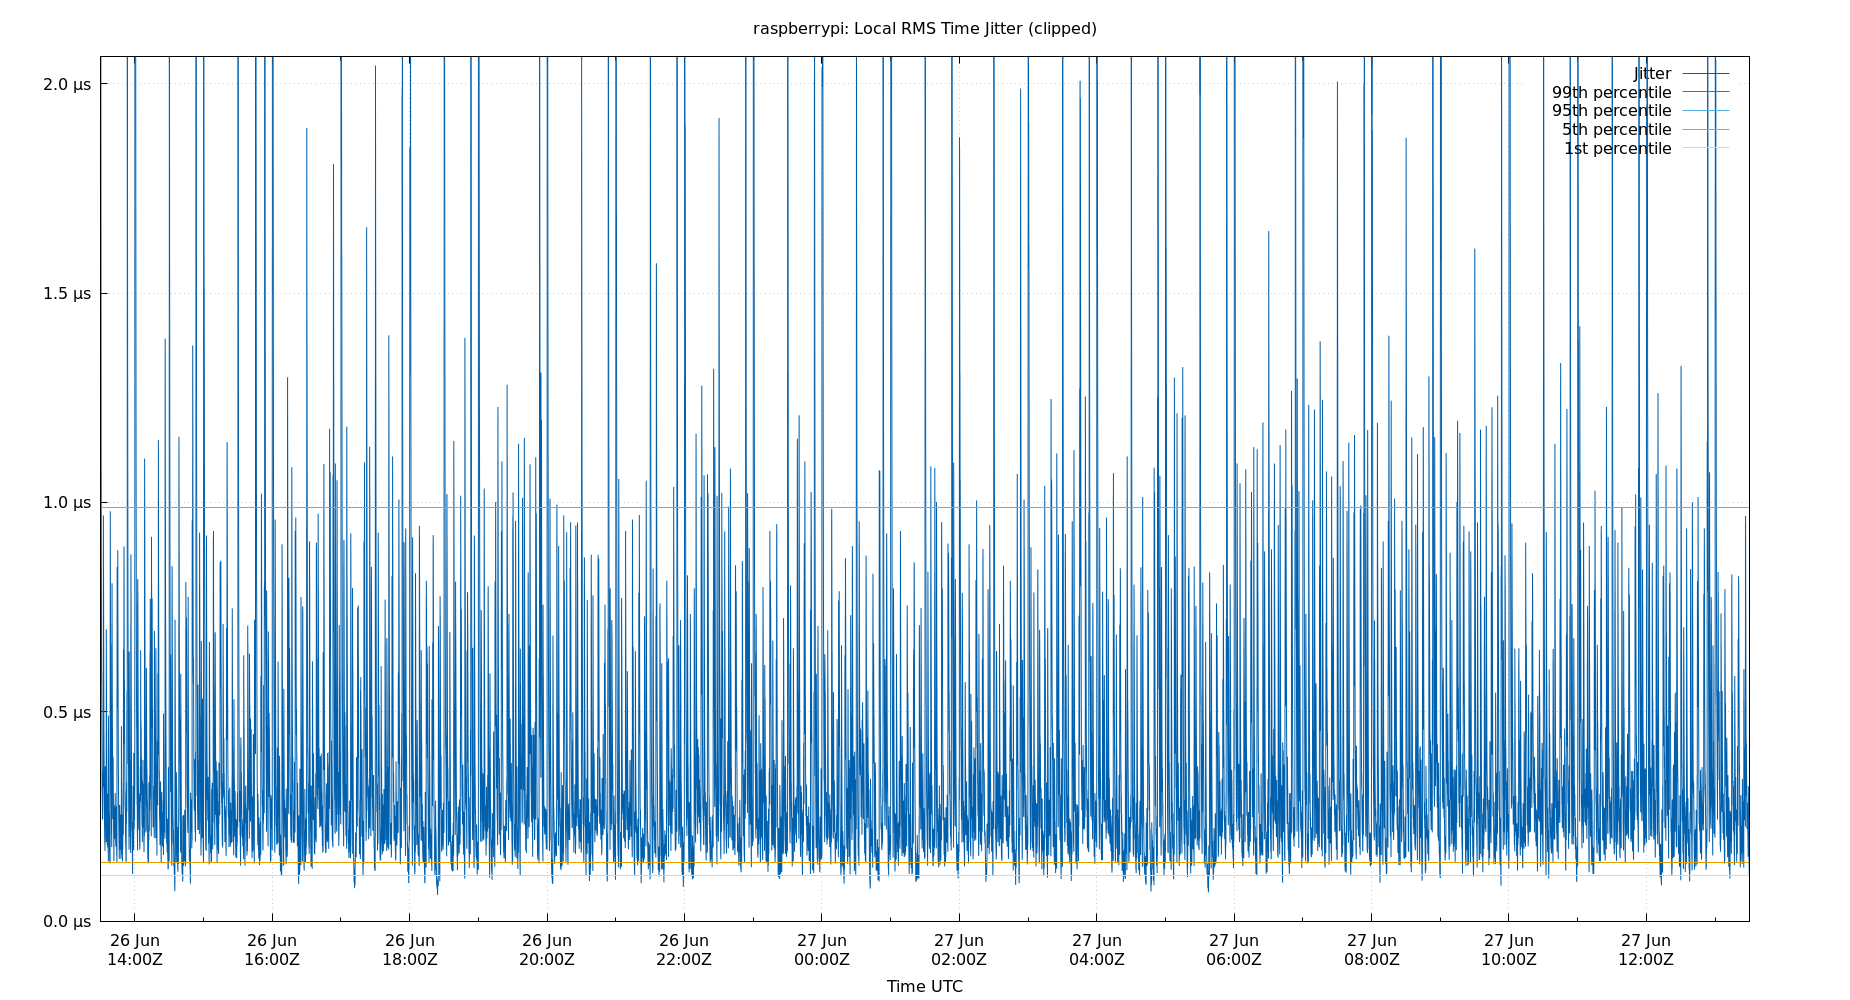 raspberrypi: Local RMS Time Jitter (clipped)
2.0 μs
1.5 μs
1.0 μs
0.5 μs
0.0 μs
Jitter
99th percentile
95th percentile
5th percentile
1st percentile
26 Jun
14:00Z
26 Jun
16:00Z
26 Jun
18:00Z
26 Jun
20:00Z
26 Jun
22:00Z
27 Jun
00:00Z
27 Jun
02:00Z
27 Jun
04:00Z
27 Jun
06:00Z
27 Jun
08:00Z
27 Jun
10:00Z
27 Jun
12:00Z
Time UTC